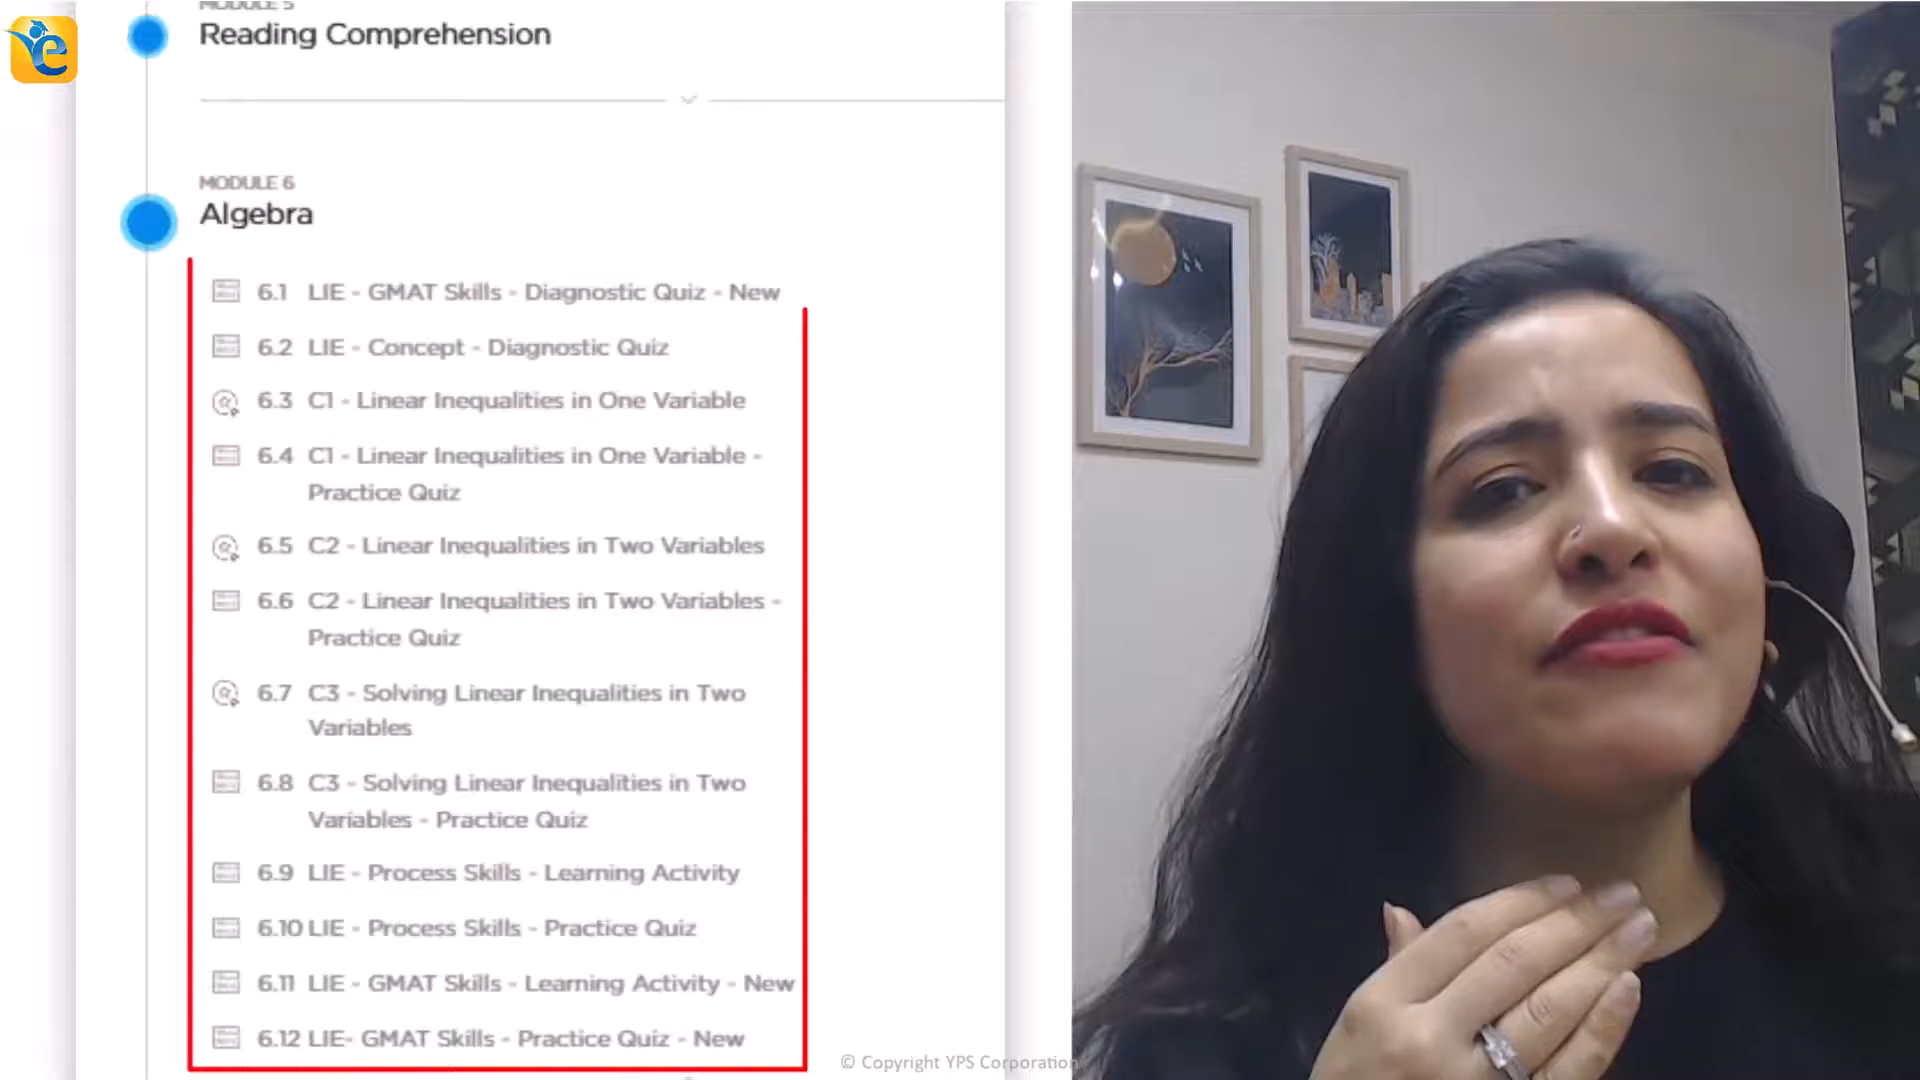 MODULE 5
Reading Comprehension
MODULE 6
Algebra
6.1 LIE - GMAT Skills - Diagnostic Quiz - New
6.2 LIE - Concept - Diagnostic Quiz
6.3 C1 - Linear Inequalities in One Variable
6.4 C1 - Linear Inequalities in One Variable -
Practice Quiz
6.5 C2 - Linear Inequalities in Two Variables
6.6 C2 - Linear Inequalities in Two Variables -
Practice Quiz
6.7 C3 - Solving Linear Inequalities in Two
Variables
6.8 C3 - Solving Linear Inequalities in Two
Variables - Practice Quiz
6.9 LIE - Process Skills - Learning Activity
6.10 LIE - Process Skills - Practice Quiz
6.11 LIE - GMAT Skills - Learning Activity - New
6.12 LIE- GMAT Skills - Practice Quiz - New
© Copyright YPS Corporation
e